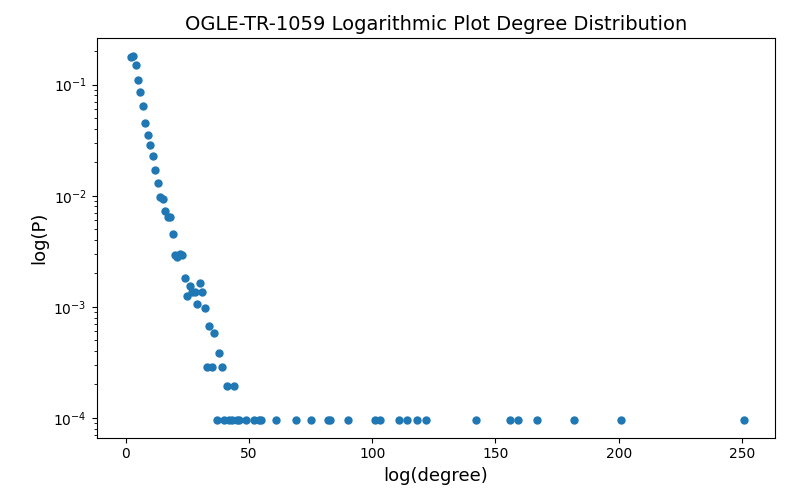 OGLE-TR-1059 Logarithmic Plot Degree Distribution
log(P)
10⁻¹
10⁻²
10⁻³
10⁻⁴
0 50 100 150 200 250
log(degree)